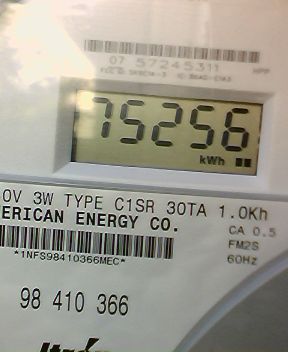 07 57245311
75256
kWh
0V 3W TYPE C1SR 30TA 1.0Kh
ERICAN ENERGY CO.
CA 0.5
FM2S
60Hz
*1NFS98410366MEC*
98 410 366
Itron